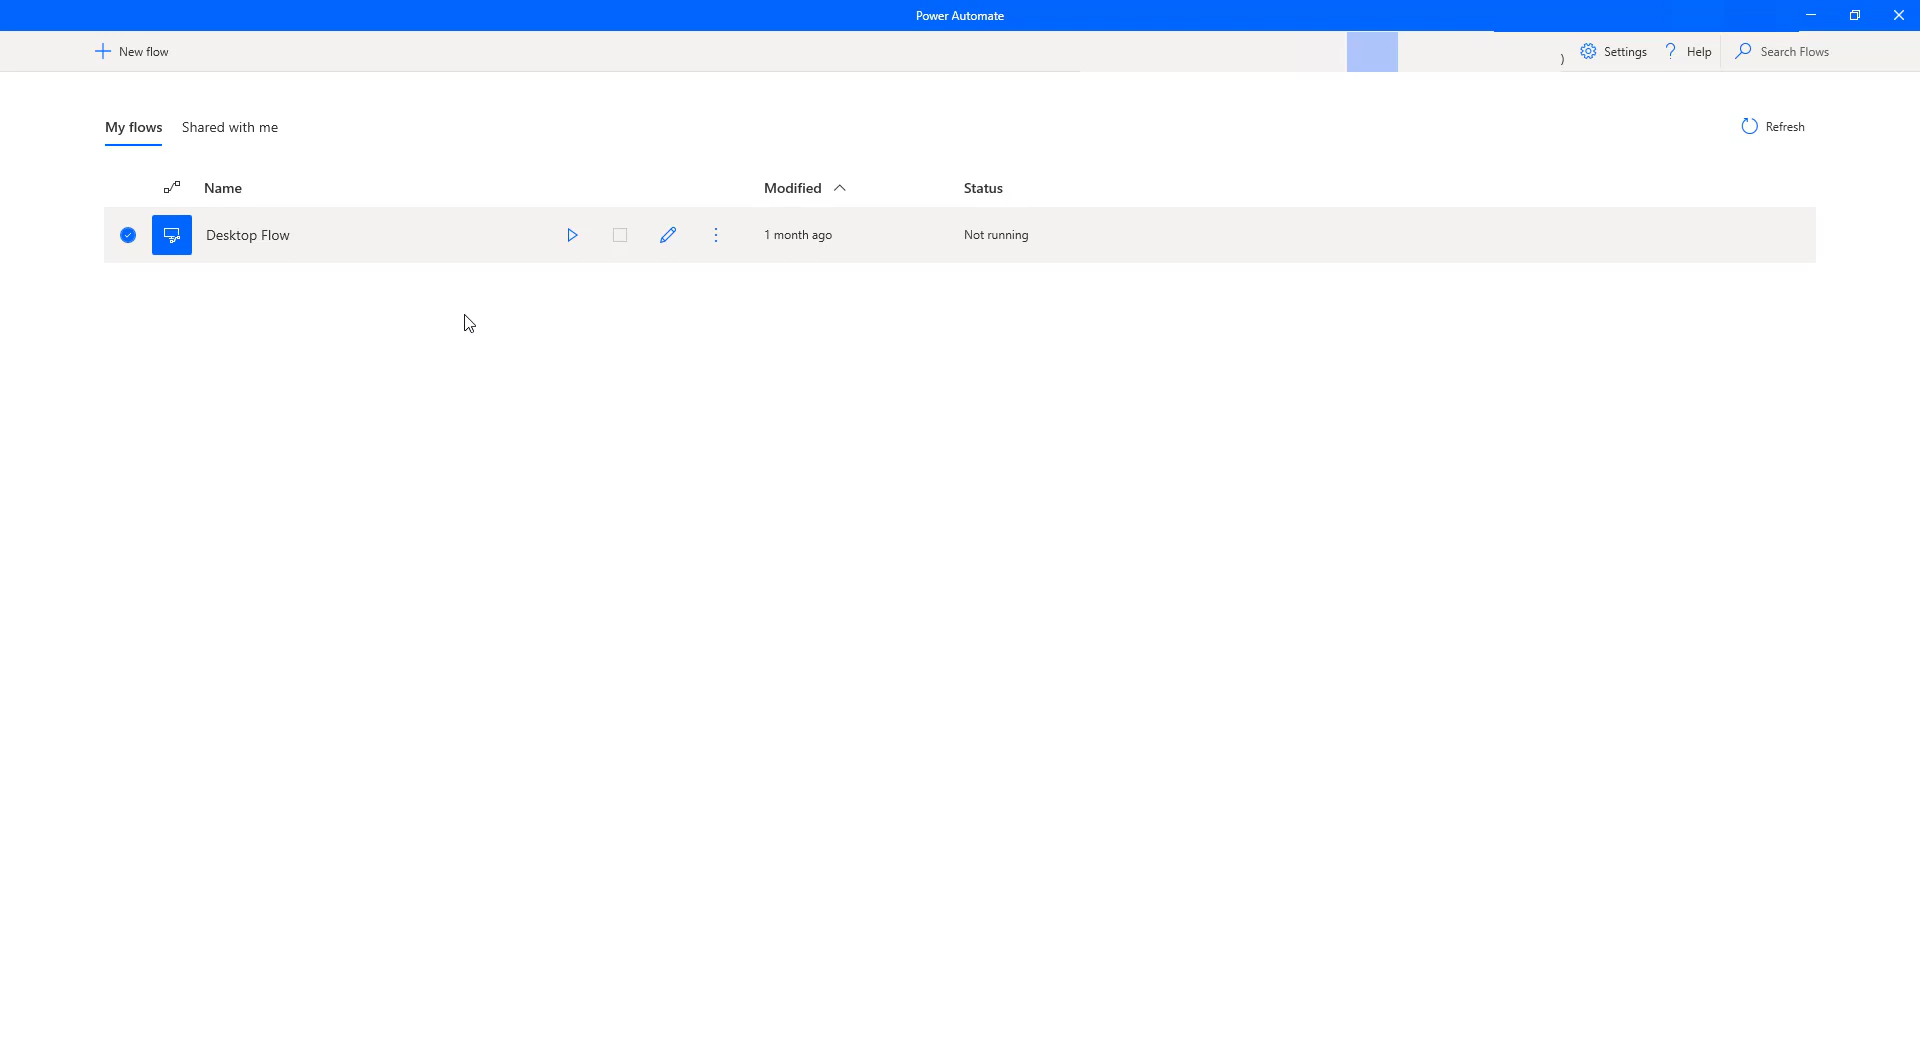 Power Automate
New flow
) Settings ? Help Search Flows
My flows Shared with me
Refresh
Name Modified Status
Desktop Flow 1 month ago Not running